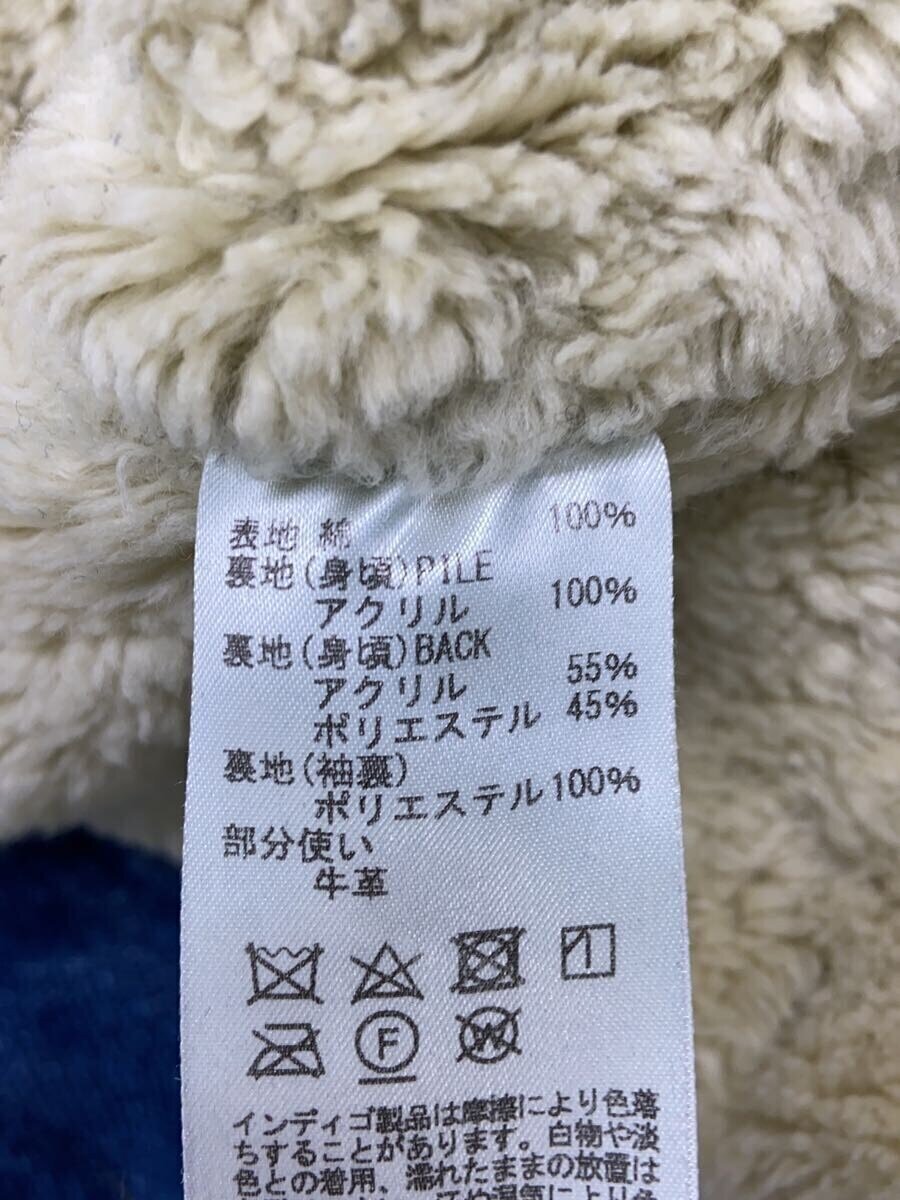 表地 綿 100%
裏地(身頃)PILE
アクリル 100%
裏地(身頃)BACK
アクリル 55%
ポリエステル 45%
裏地(袖裏)
ポリエステル 100%
部分使い
牛革
F
W
インディゴ製品は摩擦により色落
ちすることがあります。白物や淡
色との着用、濡れたままの放置は